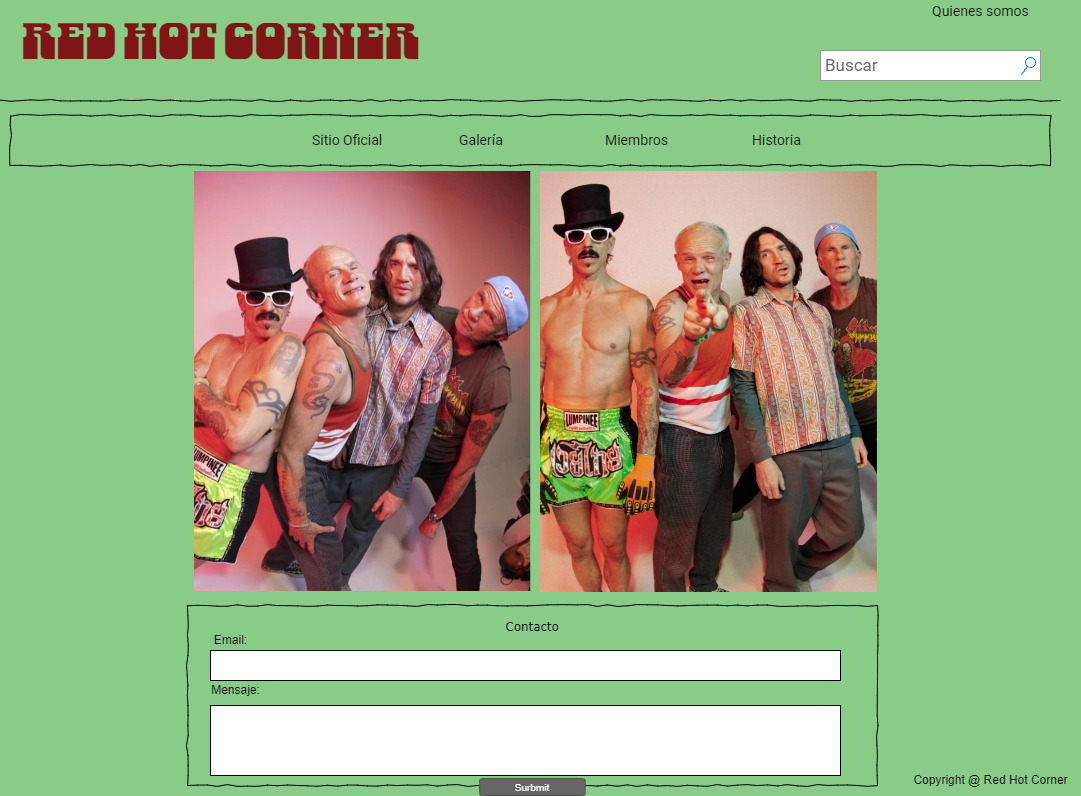 Quienes somos
RED HOT CORNER
Buscar
Sitio Oficial Galería Miembros Historia
LUMPINEE
UMPINEE
Contacto
Email:
Mensaje:
Surbmit
Copyright @ Red Hot Corner